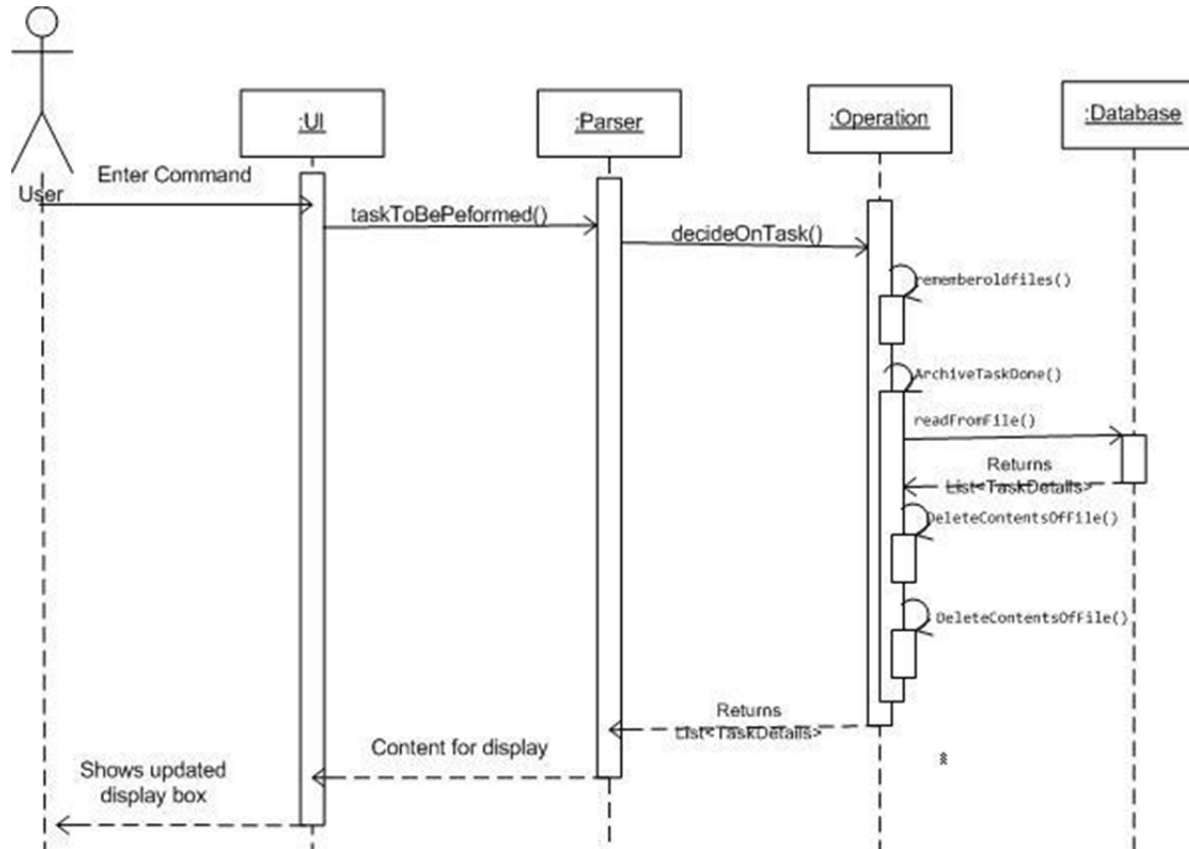 :UI
:Parser
:Operation
:Database
User
Enter Command
taskToBePeformed()
decideOnTask()
rememberoldfiles()
ArchiveTaskDone()
readFromFile()
Returns
List<TaskDetails>
DeleteContentsOfFile()
DeleteContentsOfFile()
Returns
List<TaskDetails>
Content for display
Shows updated
display box